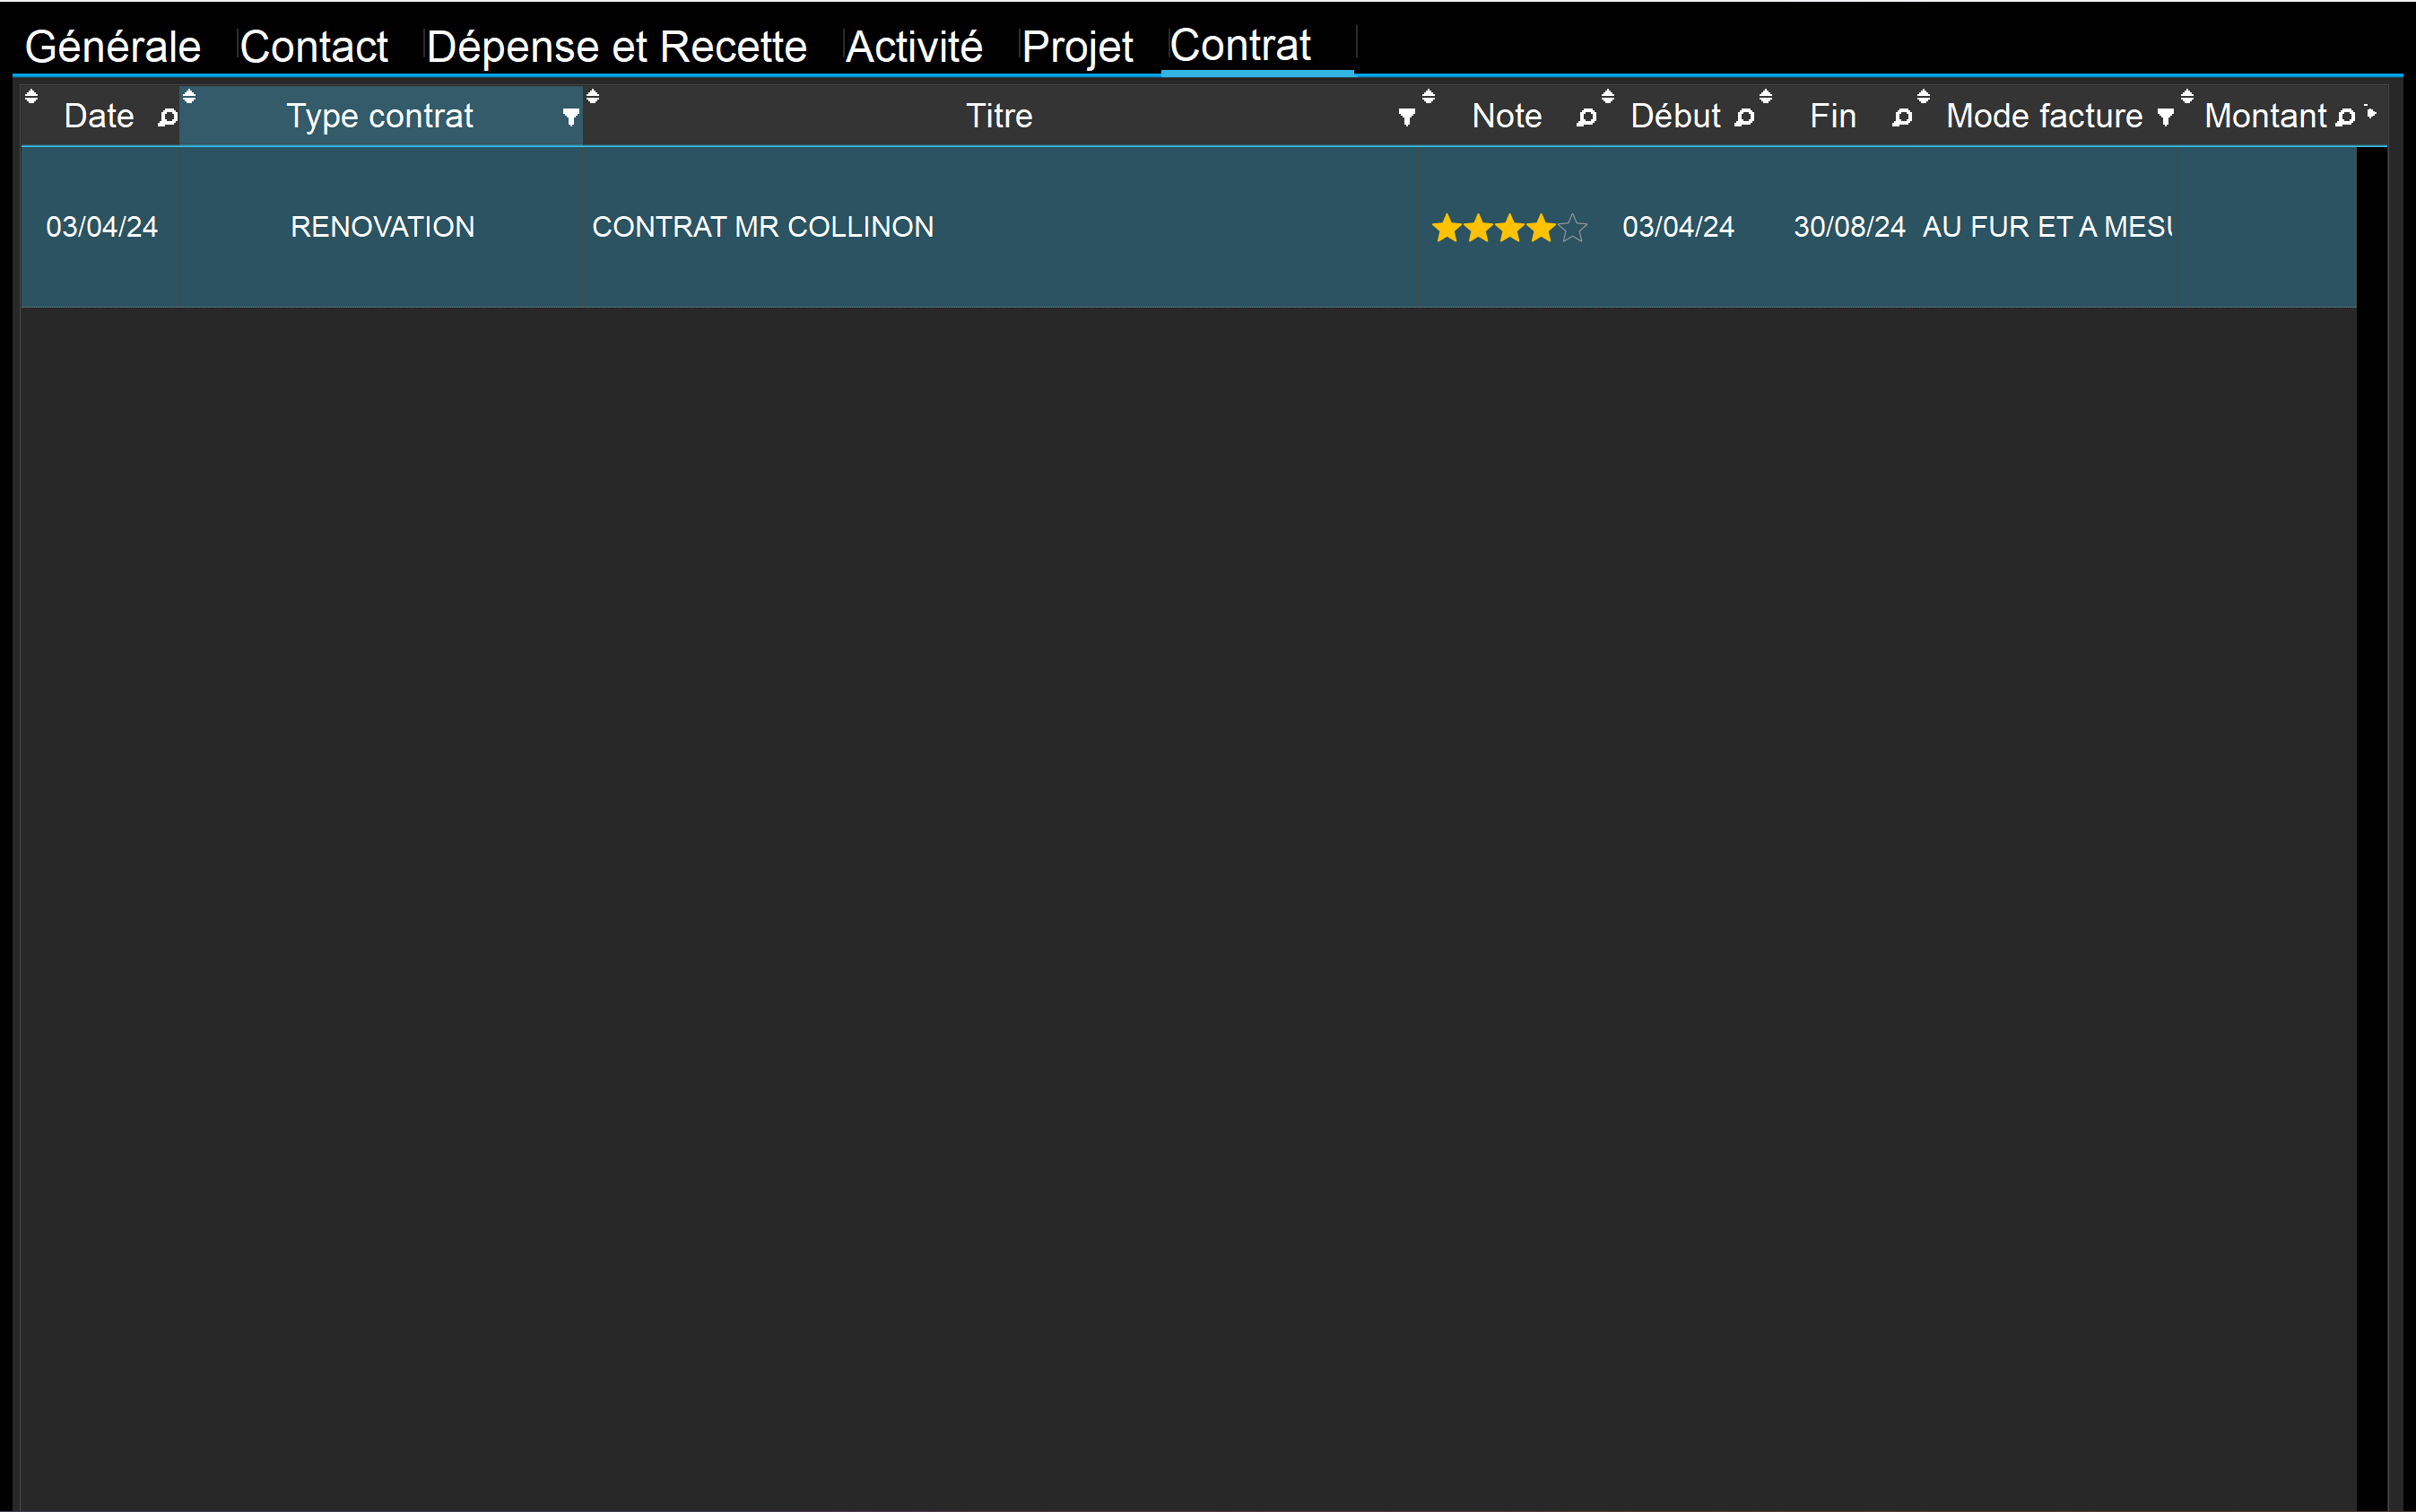 Générale Contact Dépense et Recette Activité Projet Contrat
Date Type contrat Titre Note Début Fin Mode facture Montant
03/04/24 RENOVATION CONTRAT MR COLLINON 03/04/24 30/08/24 AU FUR ET A